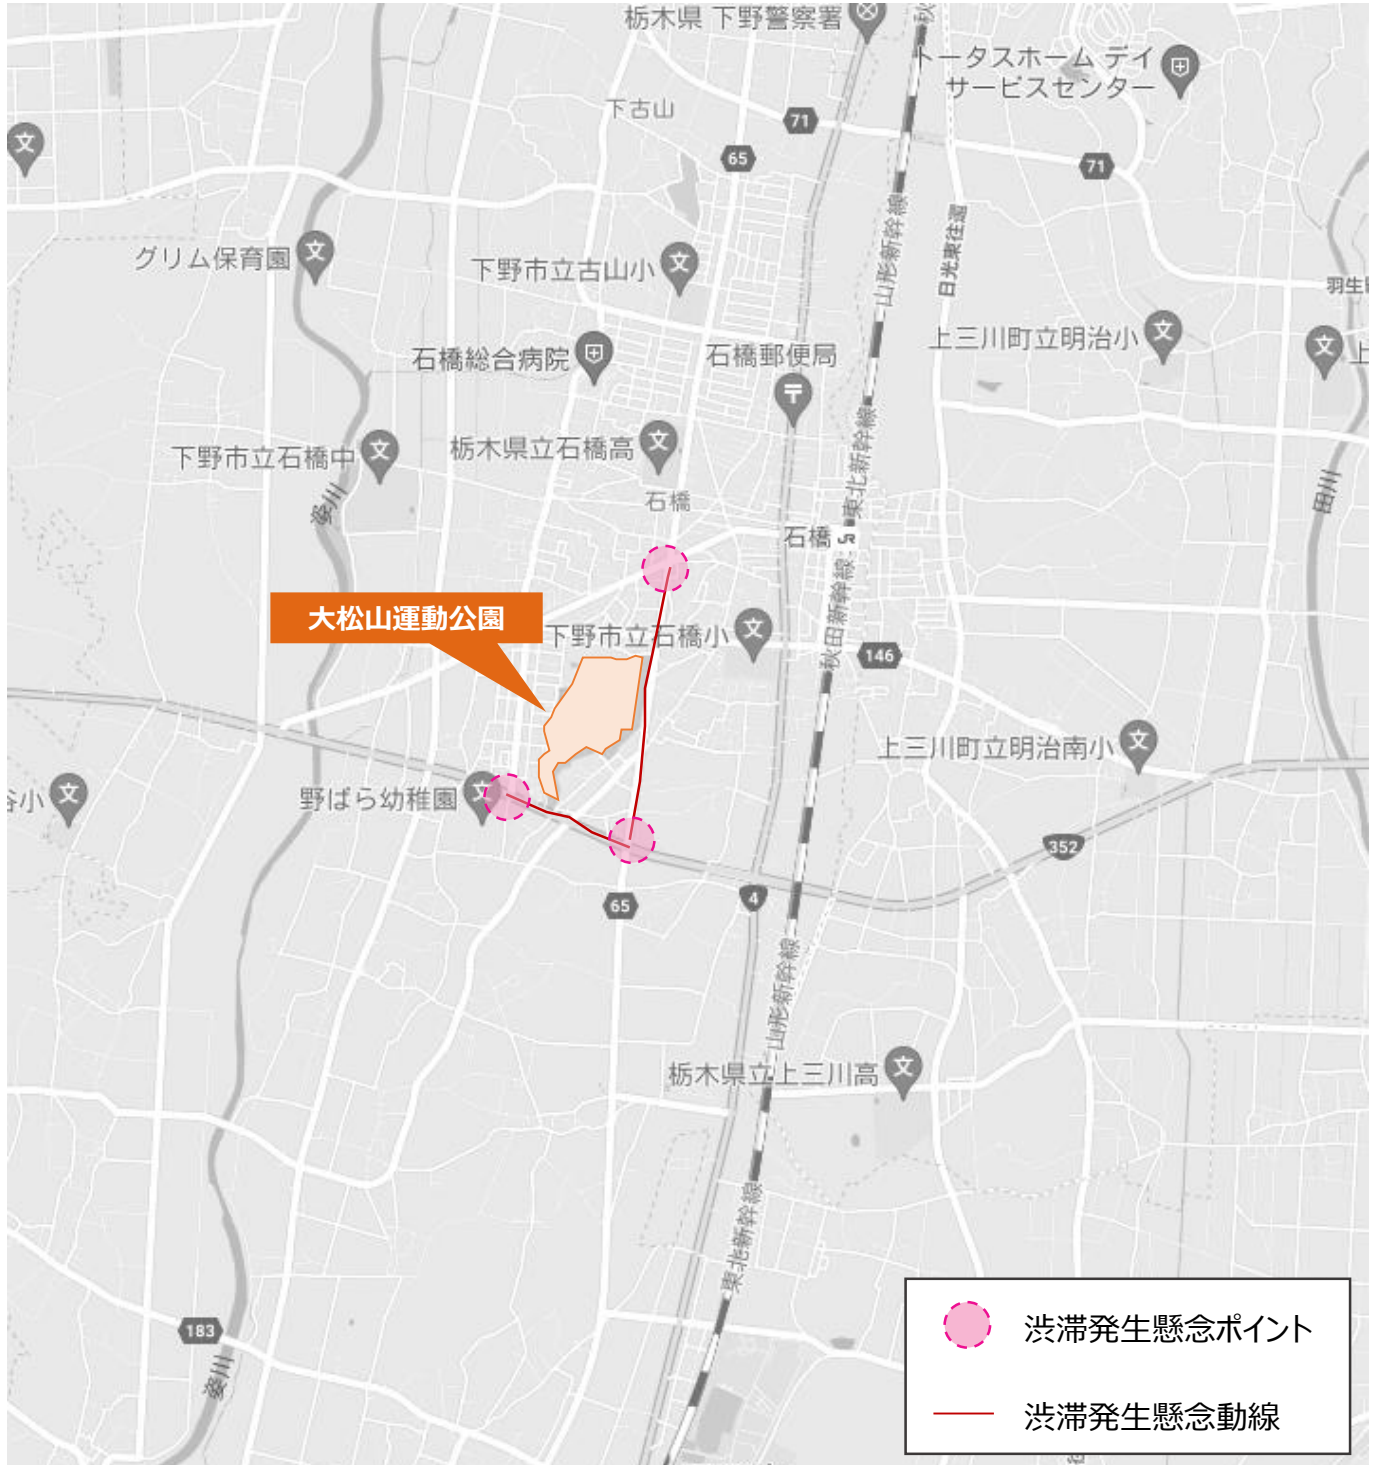 栃木県 下野警察署
トータスホーム デイ
サービスセンター
下古山
71
65
71
山形新幹線
日光東往還
グリム保育園
下野市立古山小
羽生
上三川町立明治小
石橋総合病院
石橋郵便局
上
栃木県立石橋高
下野市立石橋中
東北新幹線
姿川
田川
石橋
石橋
秋田新幹線
大松山運動公園
下野市立石橋小
146
上三川町立明治南小
谷小
野ばら幼稚園
352
65
4
山形新幹線
栃木県立上三川高
東北新幹線
183
姿川
渋滞発生懸念ポイント
渋滞発生懸念動線